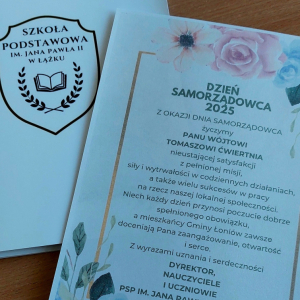 SZKOŁA
PODSTAWOWA
IM. JANA PAWŁA II
W ŁĄŻKU
DZIEŃ
SAMORZĄDOWCA
2025
Z OKAZJI DNIA SAMORZĄDOWCA
życzymy
PANU WÓJTOWI
TOMASZOWI ĆWIERTNIA
nieustającej satysfakcji
z pełnionej misji,
siły i wytrwałości w codziennych działaniach,
a także wielu sukcesów w pracy
na rzecz naszej lokalnej społeczności.
Niech każdy dzień przynosi poczucie dobrze
spełnionego obowiązku,
a mieszkańcy Gminy Łoniów zawsze
doceniają Pana zaangażowanie, otwartość
i serce.
Z wyrazami uznania i serdeczności
DYREKTOR,
NAUCZYCIELE
I UCZNIOWIE
PSP IM. JANA PAWŁA